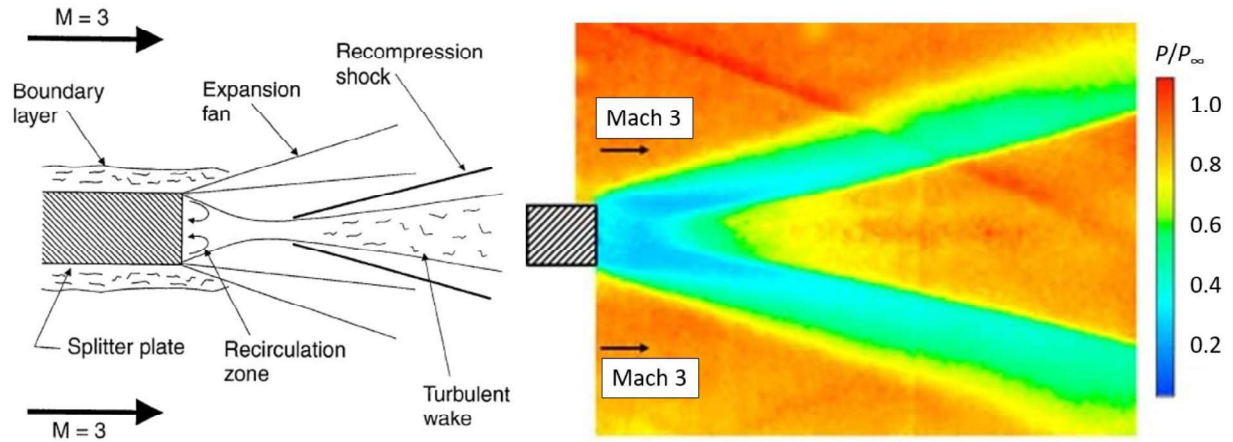 M = 3
Boundary
layer
Expansion
fan
Recompression
shock
Splitter plate
Recirculation
zone
Turbulent
wake
M = 3
Mach 3
Mach 3
P/P∞
1.0
0.8
0.6
0.4
0.2